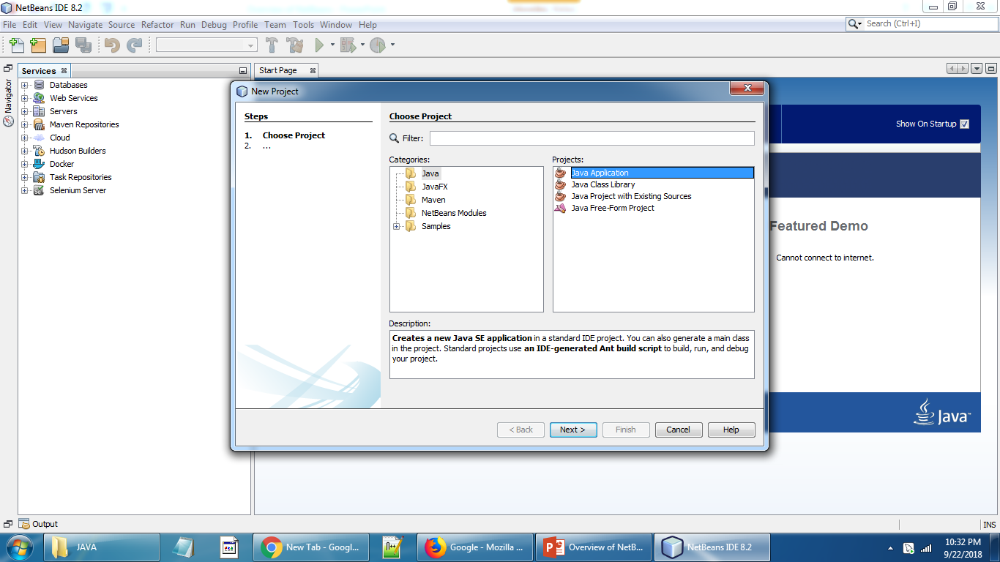 NetBeans IDE 8.2
File Edit View Navigate Source Refactor Run Debug Profile Team Tools Window Help
Search (Ctrl+I)
Navigator
Services
Databases
Web Services
Servers
Maven Repositories
Cloud
Hudson Builders
Docker
Task Repositories
Selenium Server
Start Page
Show On Startup
Featured Demo
Cannot connect to internet.
Java™
New Project
Steps
1. Choose Project
2. ...
Choose Project
Filter:
Categories:
Java
JavaFX
Maven
NetBeans Modules
Samples
Projects:
Java Application
Java Class Library
Java Project with Existing Sources
Java Free-Form Project
Description:
Creates a new Java SE application in a standard IDE project. You can also generate a main class
in the project. Standard projects use an IDE-generated Ant build script to build, run, and debug
your project.
< Back Next > Finish Cancel Help
Output
INS
JAVA
New Tab - Googl...
Google - Mozilla ...
Overview of NetB...
NetBeans IDE 8.2
10:32 PM
9/22/2018